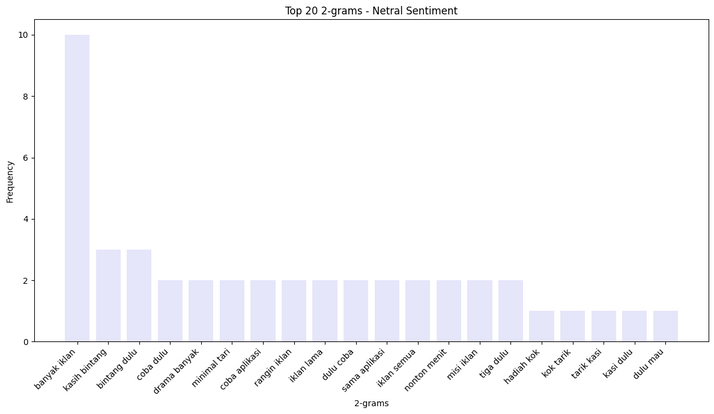 Top 20 2-grams - Netral Sentiment
Frequency
10
8
6
4
2
0
banyak iklan
kasih bintang
bintang dulu
coba dulu
drama banyak
minimal tari
coba aplikasi
rangin iklan
iklan lama
dulu coba
sama aplikasi
iklan semua
nonton menit
misi iklan
tiga dulu
hadiah kok
kok tarik
tarik kasi
kasi dulu
dulu mau
2-grams